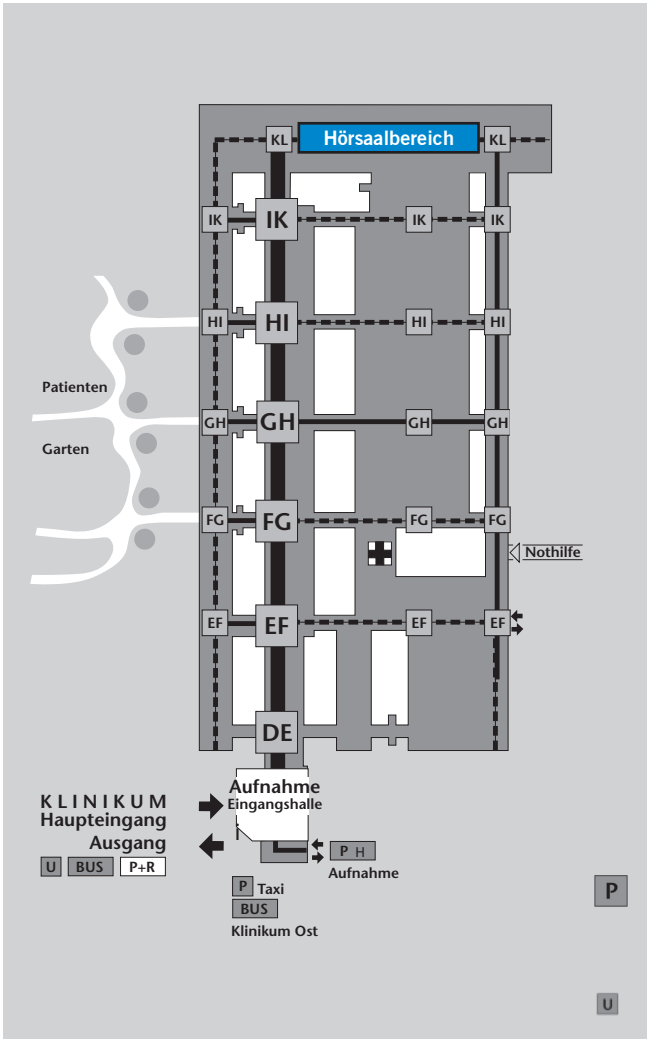 KL Hörsaalbereich KL
IK IK IK IK
HI HI HI HI
Patienten
GH GH GH GH
Garten
FG FG FG FG
Nothilfe
EF EF EF EF
DE
Aufnahme
Eingangshalle
KLINIKUM
Haupteingang
Ausgang
U BUS P+R
P H
Aufnahme
P Taxi
BUS
Klinikum Ost
P
U